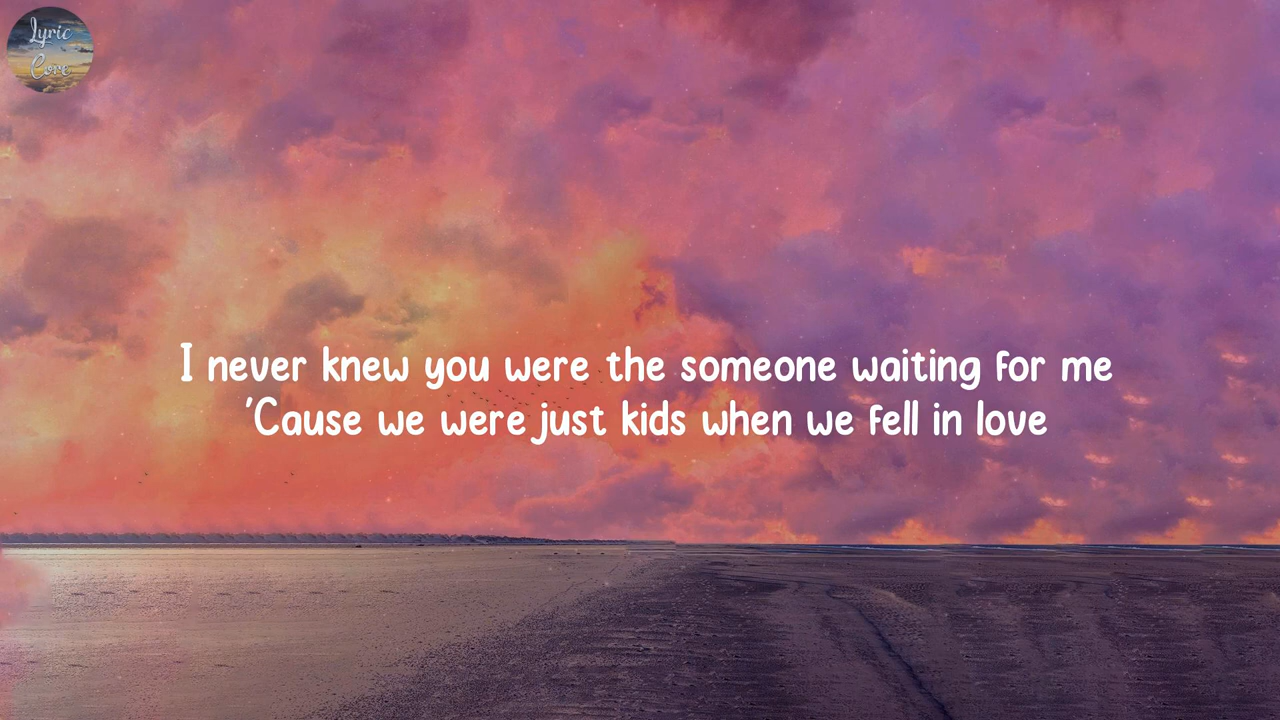 Lyric
Core
I never knew you were the someone waiting for me
'Cause we were just kids when we fell in love